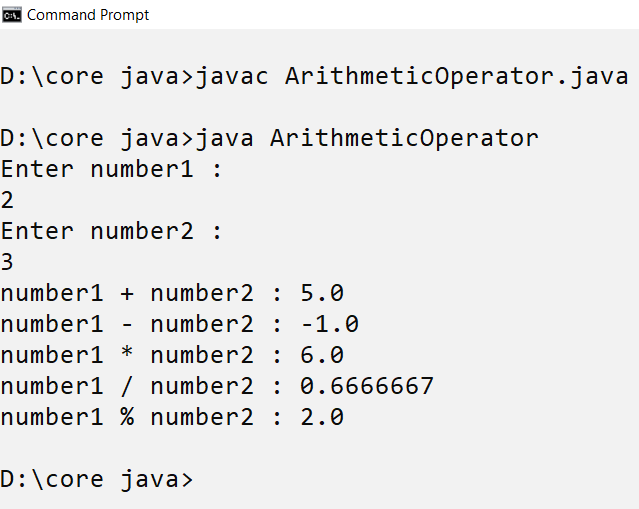 Command Prompt
D:\core java>javac ArithmeticOperator.java
D:\core java>java ArithmeticOperator
Enter number1 :
2
Enter number2 :
3
number1 + number2 : 5.0
number1 - number2 : -1.0
number1 * number2 : 6.0
number1 / number2 : 0.6666667
number1 % number2 : 2.0
D:\core java>